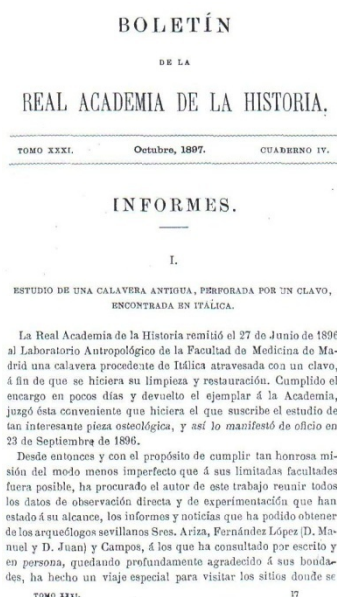 BOLETÍN
DE LA
REAL ACADEMIA DE LA HISTORIA.
TOMO XXXI. Octubre, 1897. CUADERNO IV.
INFORMES.
I.
ESTUDIO DE UNA CALAVERA ANTIGUA, PERFORADA POR UN CLAVO,
ENCONTRADA EN ITÁLICA.
La Real Academia de la Historia remitió el 27 de Junio de 1896
al Laboratorio Antropológico de la Facultad de Medicina de Ma-
drid una calavera procedente de Itálica atravesada con un clavo,
á fin de que se hiciera su limpieza y restauración. Cumplido el
encargo en pocos días y devuelto el ejemplar á la Academia,
juzgó ésta conveniente que hiciera el que suscribe el estudio de
tan interesante pieza osteológica, y así lo manifestó de oficio en
23 de Septiembre de 1896.
Desde entonces y con el propósito de cumplir tan honrosa mi-
sión del modo menos imperfecto que á sus limitadas facultades
fuera posible, ha procurado el autor de este trabajo reunir todos
los datos de observación directa y de experimentación que han
estado á su alcance, los informes y noticias que ha podido obtener
de los arqueólogos sevillanos Sres. Ariza, Fernández López (D. Ma-
nuel y D. Juan) y Campos, á los que ha consultado por escrito y
en persona, quedando profundamente agradecido á sus bonda-
des, ha hecho un viaje especial para visitar los sitios donde se
TOMO XXXI. 17